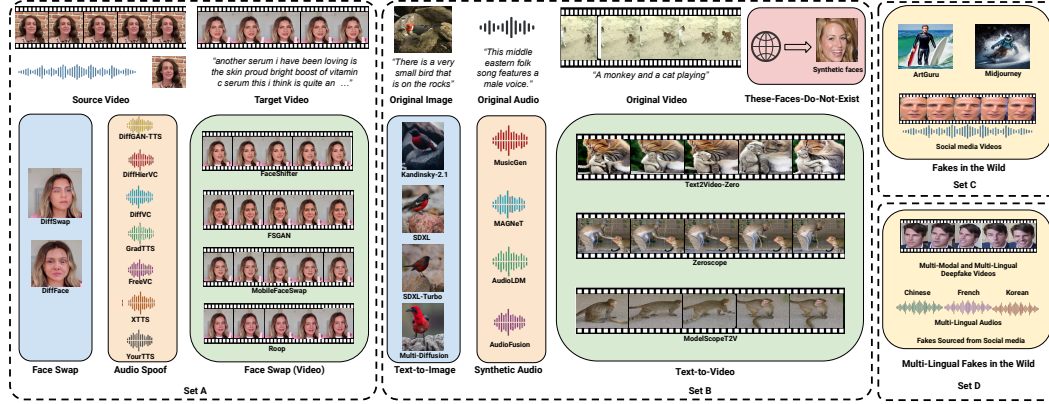 Source Video
"another serum i have been loving is
the skin proud bright boost of vitamin
c serum this i think is quite an ..."
Target Video
DiffSwap
DiffFace
Face Swap
DiffGAN-TTS
DiffHierVC
DiffVC
GradTTS
FreeVC
XTTS
YourTTS
Audio Spoof
FaceShifter
FSGAN
MobileFaceSwap
Roop
Face Swap (Video)
Set A
"There is a very
small bird that
is on the rocks"
Original Image
"This middle
eastern folk
song features a
male voice."
Original Audio
"A monkey and a cat playing"
Original Video
Synthetic faces
These-Faces-Do-Not-Exist
Kandinsky-2.1
SDXL
SDXL-Turbo
Multi-Diffusion
Text-to-Image
MusicGen
MAGNeT
AudioLDM
AudioFusion
Synthetic Audio
Text2Video-Zero
Zeroscope
ModelScopeT2V
Text-to-Video
Set B
ArtGuru
Midjourney
Social media Videos
Fakes in the Wild
Set C
Multi-Modal and Multi-Lingual
Deepfake Videos
Chinese
French
Korean
Multi-Lingual Audios
Fakes Sourced from Social media
Multi-Lingual Fakes in the Wild
Set D